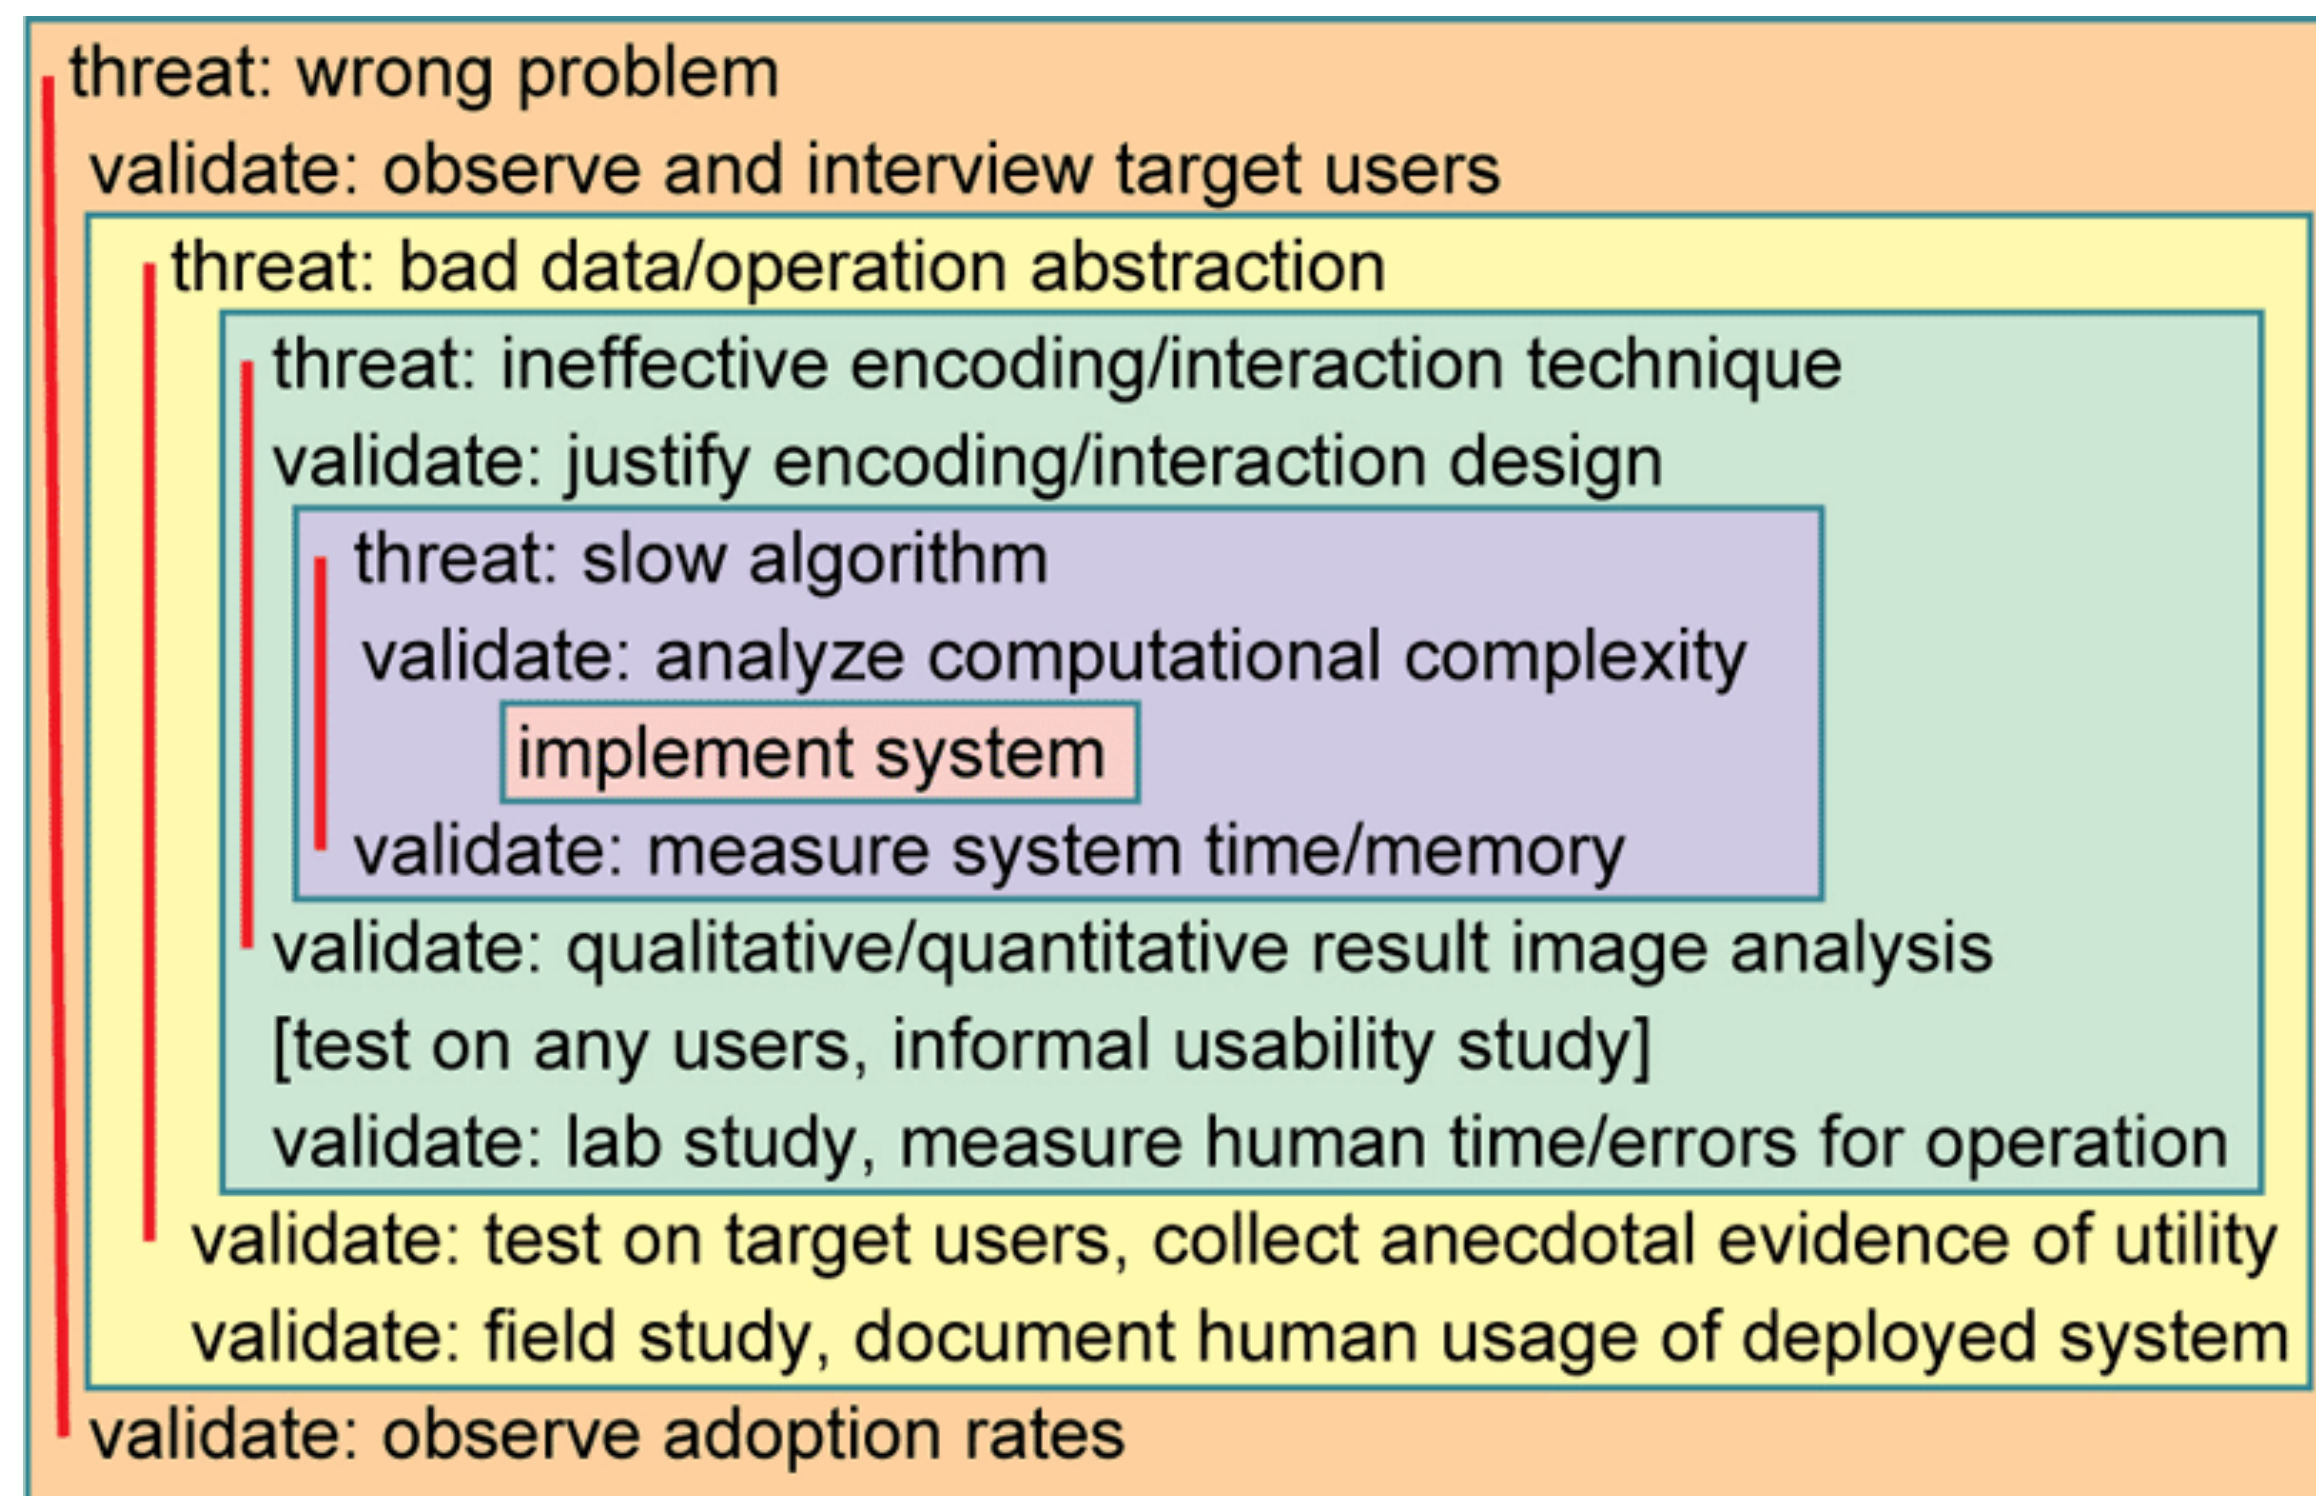 threat: wrong problem
validate: observe and interview target users
threat: bad data/operation abstraction
threat: ineffective encoding/interaction technique
validate: justify encoding/interaction design
threat: slow algorithm
validate: analyze computational complexity
implement system
validate: measure system time/memory
validate: qualitative/quantitative result image analysis
[test on any users, informal usability study]
validate: lab study, measure human time/errors for operation
validate: test on target users, collect anecdotal evidence of utility
validate: field study, document human usage of deployed system
validate: observe adoption rates